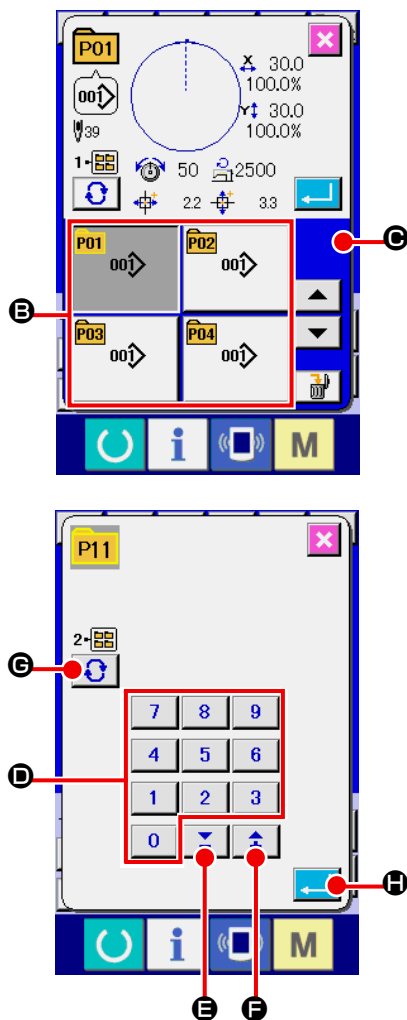 P01
X 30.0
100.0%
001
Y 30.0
100.0%
39
1
50 2500
2.2 3.3
C
P01 P02
001 001
B
P03 P04
001 001
i M
P11
2
G
7 8 9
D
4 5 6
1 2 3
0
H
i M
E F